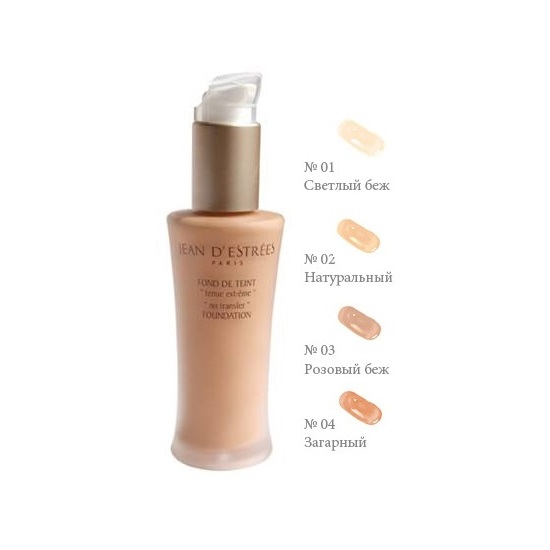 JEAN D'ESTRÉES
PARIS
FOND DE TEINT
"tenue extrême"
"no transfer"
FOUNDATION
№ 01
Светлый беж
№ 02
Натуральный
№ 03
Розовый беж
№ 04
Загарный